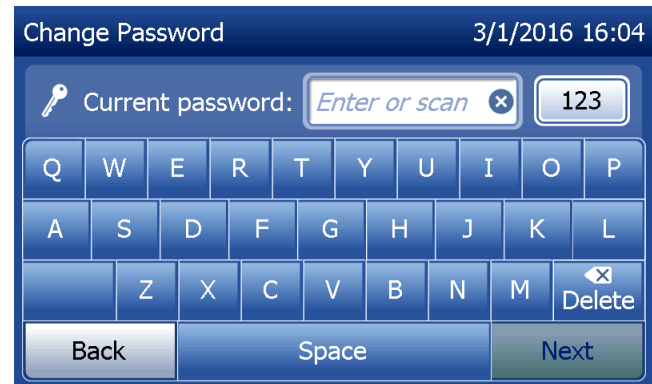 Change Password 3/1/2016 16:04
Current password: Enter or scan 123
Q W E R T Y U I O P
A S D F G H J K L
Z X C V B N M Delete
Back Space Next